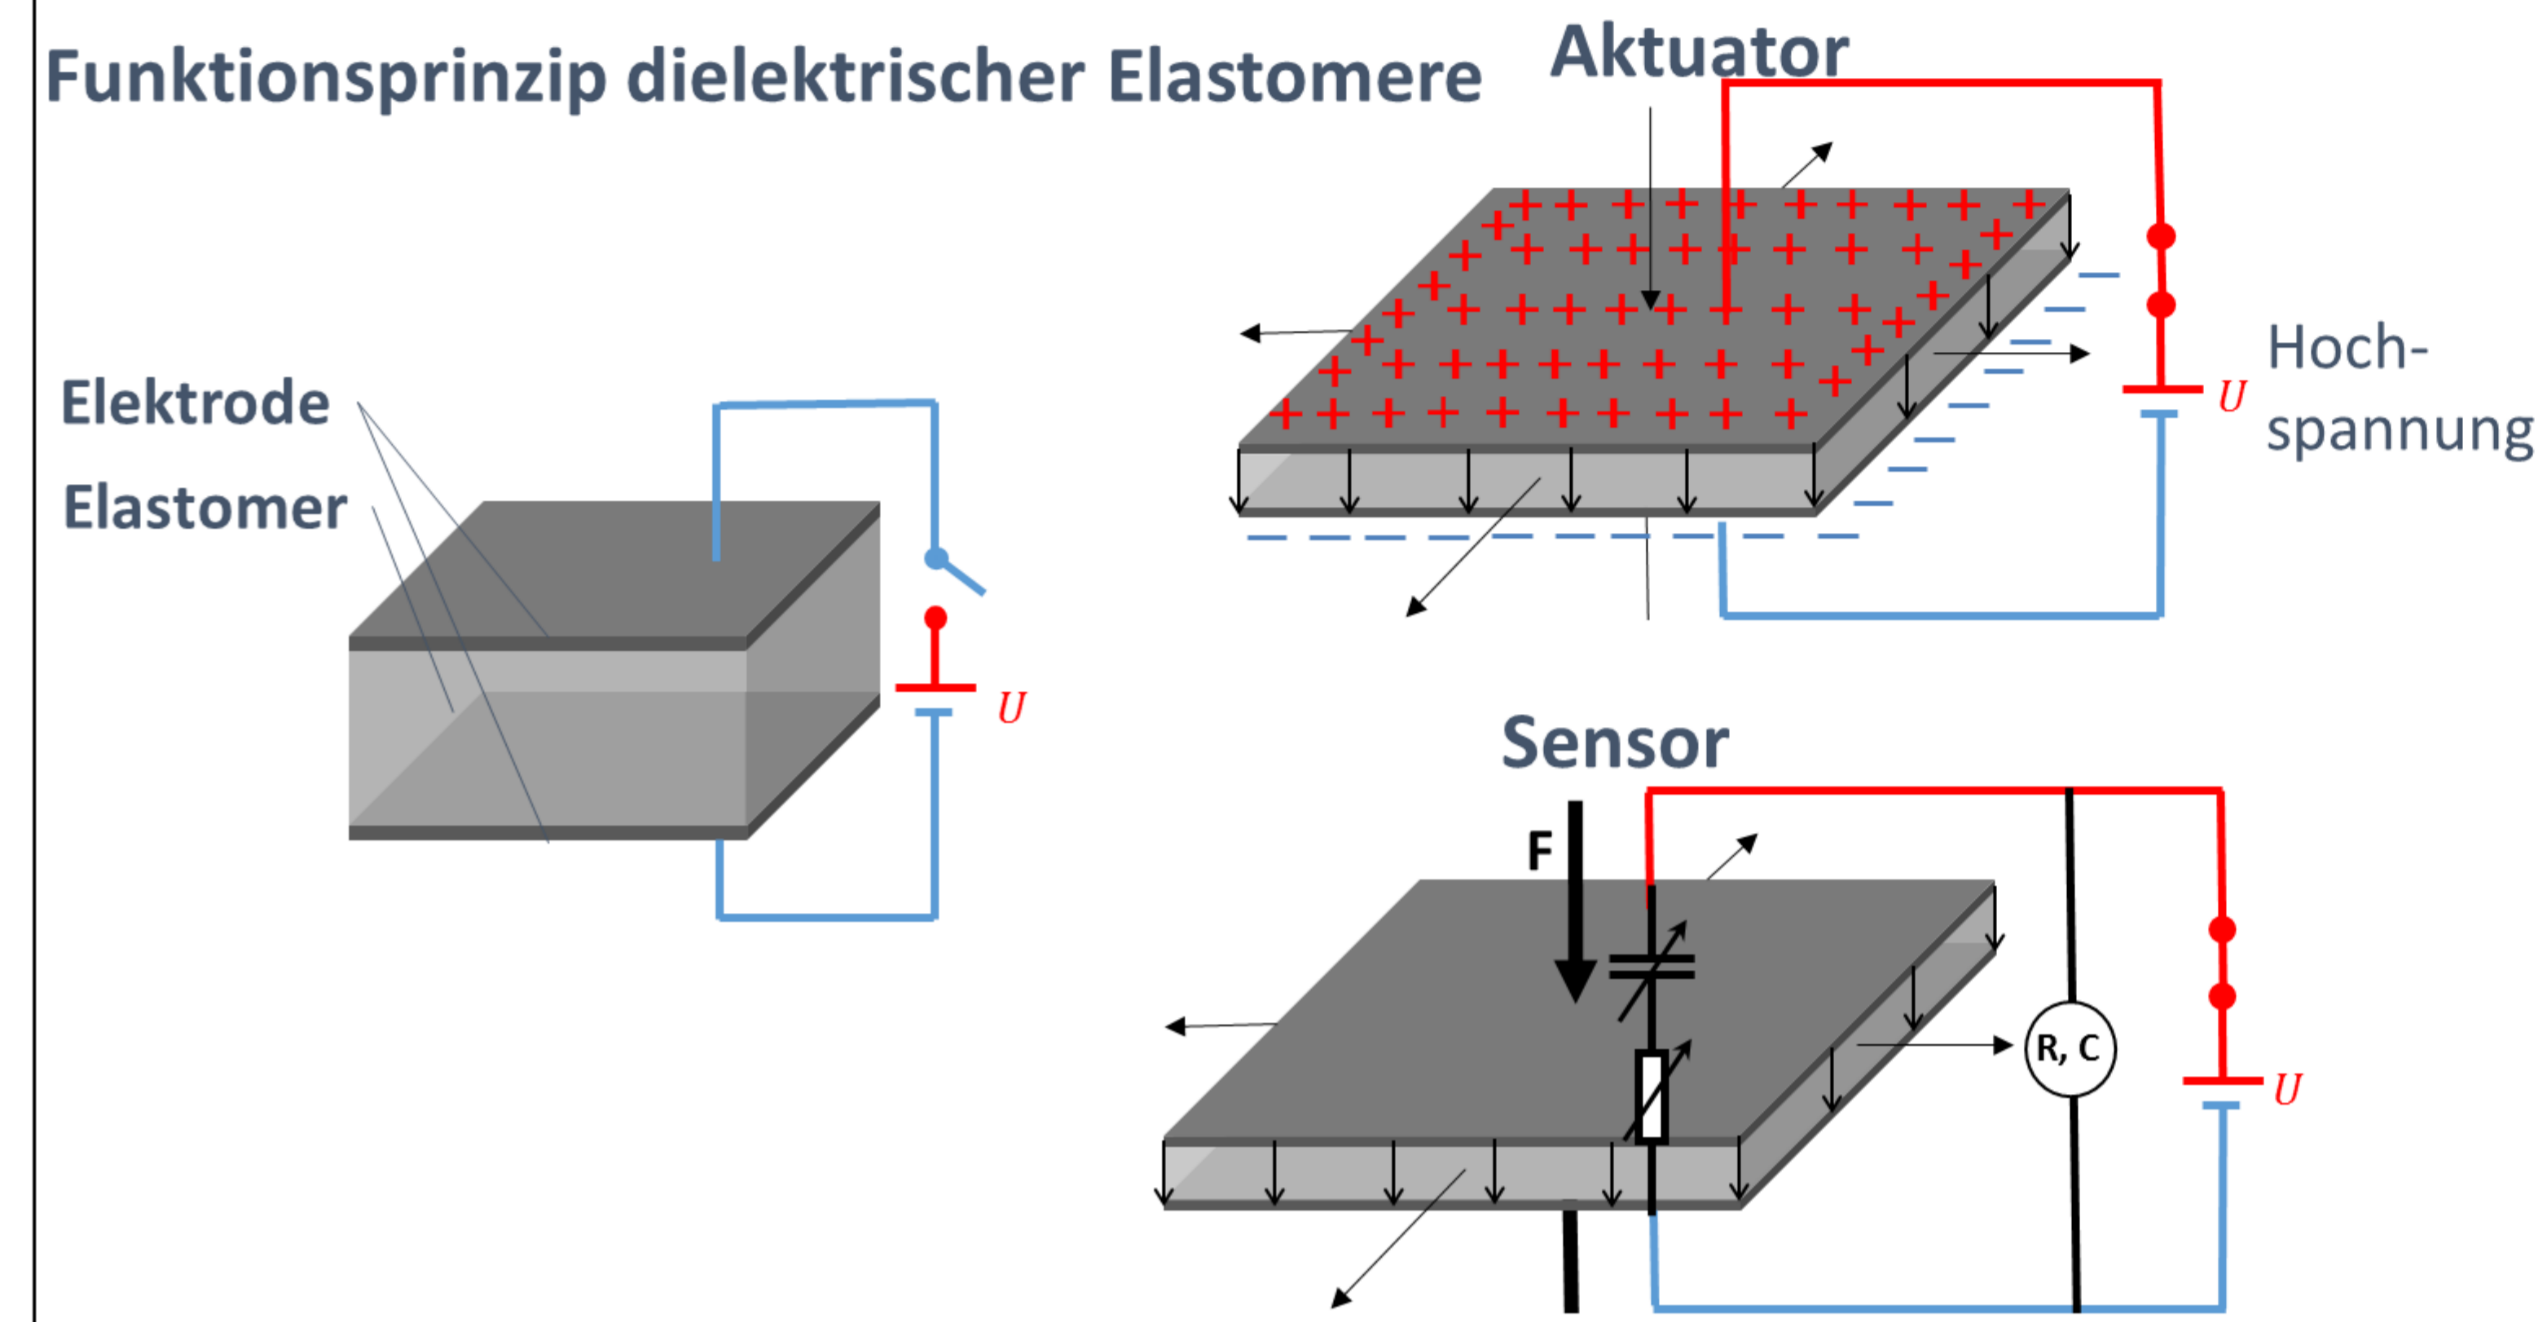 Funktionsprinzip dielektrischer Elastomere
Aktuator
Hoch-
spannung
U
Elektrode
Elastomer
U
Sensor
F
R, C
U